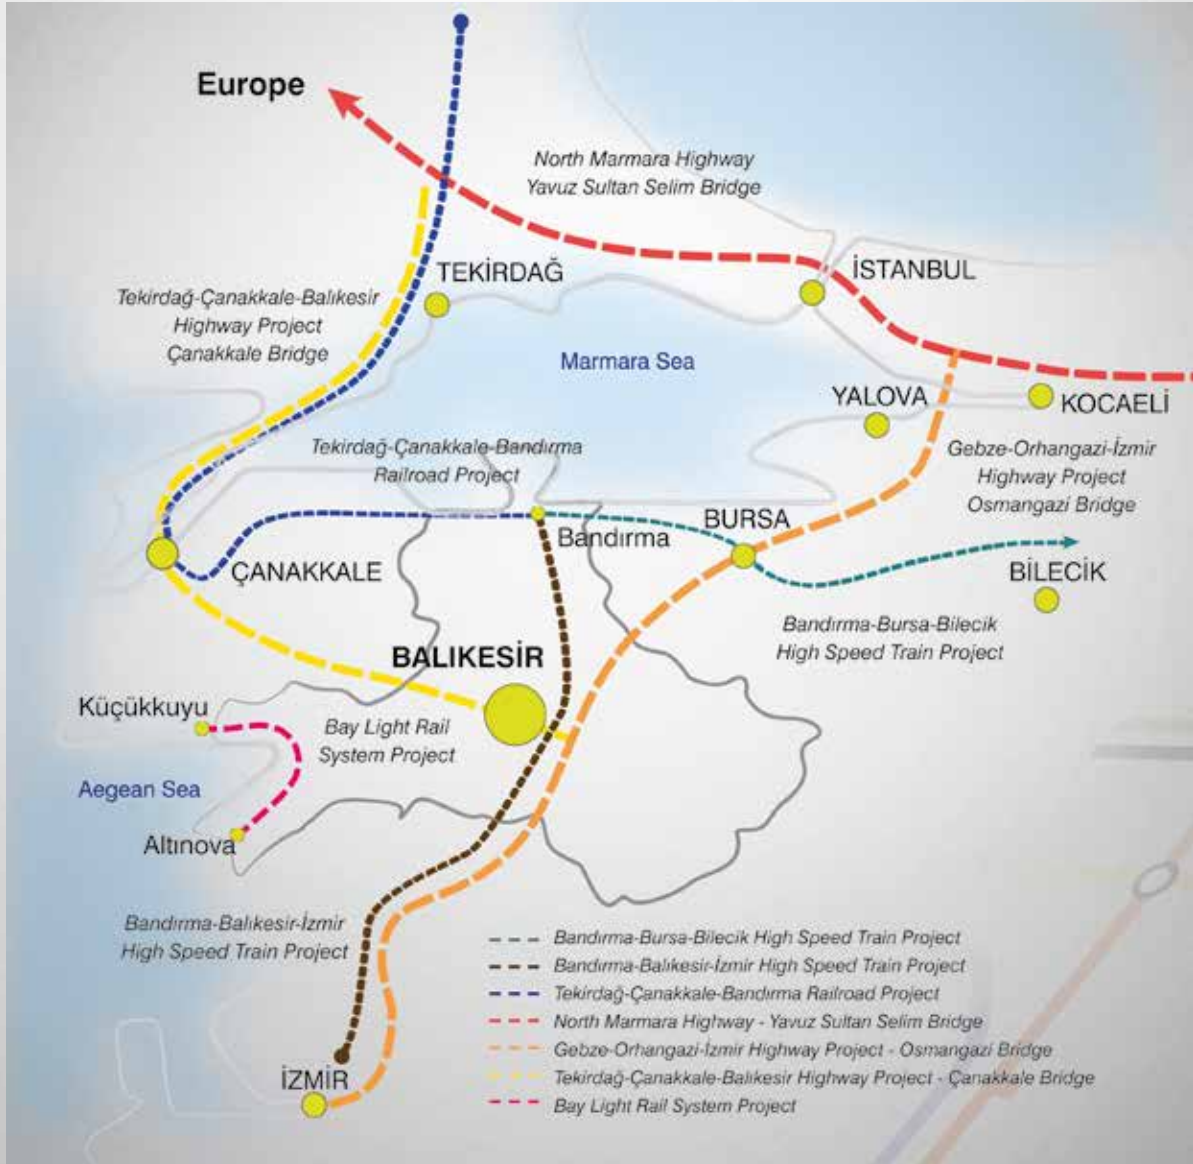 Europe
North Marmara Highway
Yavuz Sultan Selim Bridge
TEKİRDAĞ
İSTANBUL
Tekirdağ-Çanakkale-Balıkesir
Highway Project
Çanakkale Bridge
Marmara Sea
YALOVA
KOCAELİ
Tekirdağ-Çanakkale-Bandırma
Railroad Project
Gebze-Orhangazi-İzmir
Highway Project
Osmangazi Bridge
BURSA
Bandırma
ÇANAKKALE
BİLECİK
Bandırma-Bursa-Bilecik
High Speed Train Project
BALIKESİR
Küçükkuyu
Bay Light Rail
System Project
Aegean Sea
Altınova
Bandırma-Balıkesir-İzmir
High Speed Train Project
İZMİR
Bandırma-Bursa-Bilecik High Speed Train Project
Bandırma-Balıkesir-İzmir High Speed Train Project
Tekirdağ-Çanakkale-Bandırma Railroad Project
North Marmara Highway - Yavuz Sultan Selim Bridge
Gebze-Orhangazi-İzmir Highway Project - Osmangazi Bridge
Tekirdağ-Çanakkale-Balıkesir Highway Project - Çanakkale Bridge
Bay Light Rail System Project